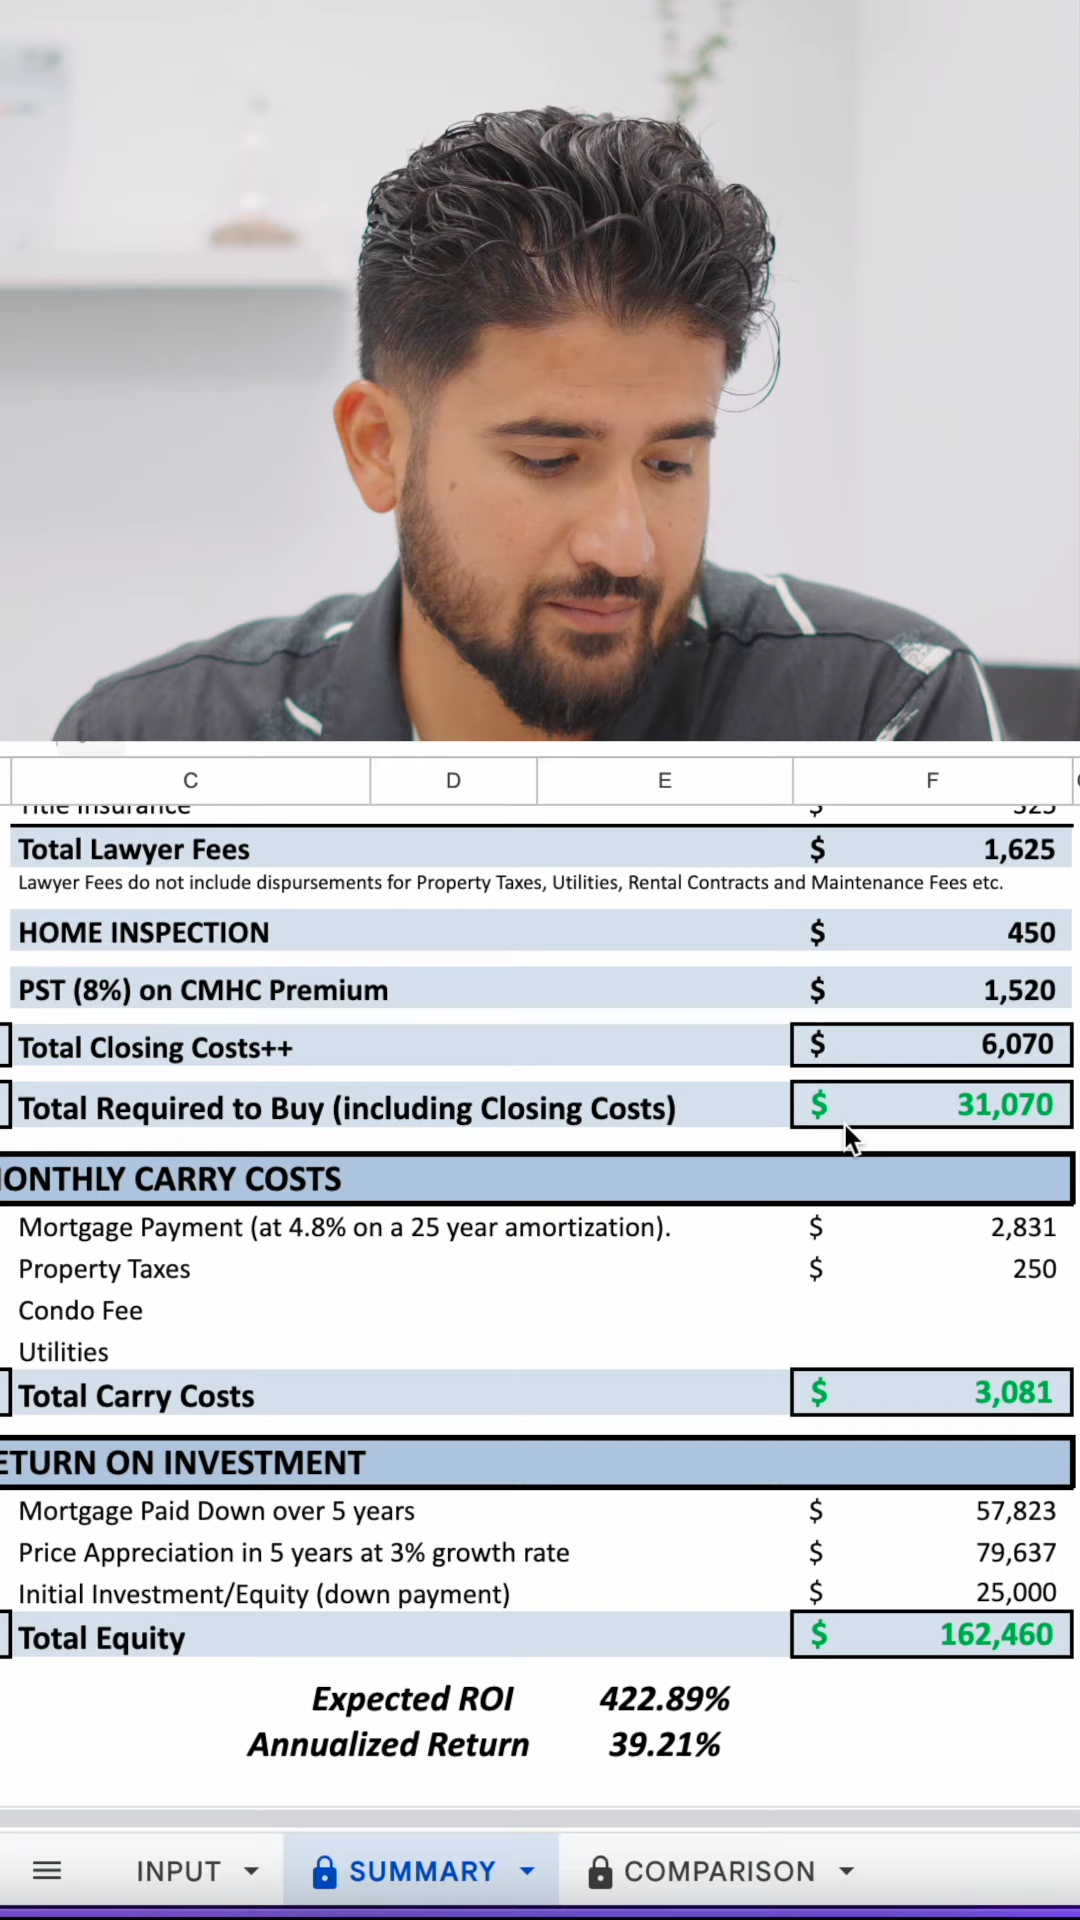 C D E F
Title Insurance $ 325
Total Lawyer Fees $ 1,625
Lawyer Fees do not include dispursements for Property Taxes, Utilities, Rental Contracts and Maintenance Fees etc.
HOME INSPECTION $ 450
PST (8%) on CMHC Premium $ 1,520
Total Closing Costs++ $ 6,070
Total Required to Buy (including Closing Costs) $ 31,070
ONTHLY CARRY COSTS
Mortgage Payment (at 4.8% on a 25 year amortization). $ 2,831
Property Taxes $ 250
Condo Fee
Utilities
Total Carry Costs $ 3,081
ETURN ON INVESTMENT
Mortgage Paid Down over 5 years $ 57,823
Price Appreciation in 5 years at 3% growth rate $ 79,637
Initial Investment/Equity (down payment) $ 25,000
Total Equity $ 162,460
Expected ROI 422.89%
Annualized Return 39.21%
INPUT SUMMARY COMPARISON